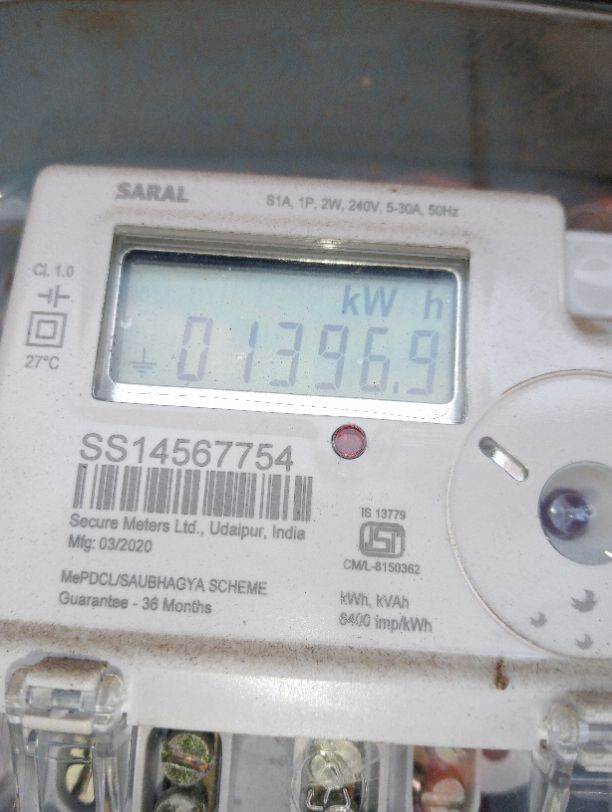 SARAL
S1A, 1P, 2W, 240V, 5-30A, 50Hz
Cl. 1.0
27°C
kW h
01396.9
SS14567754
Secure Meters Ltd., Udaipur, India
Mfg: 03/2020
IS 13779
ISI
CM/L-8150362
MePDCL/SAUBHAGYA SCHEME
Guarantee - 36 Months
kWh, kVAh
6400 imp/kWh